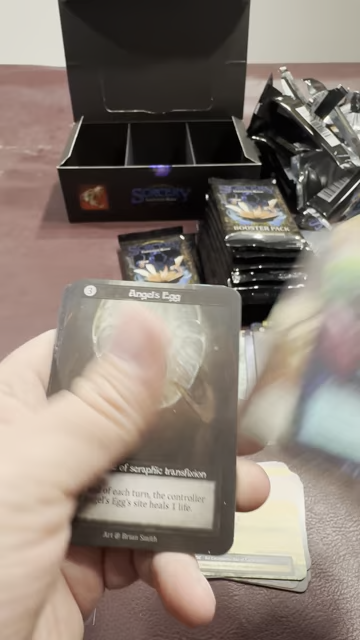 SORCERY
BOOSTER PACK
3
Angel's Egg
of seraphic transfixion
of each turn, the controller
Angel's Egg's site heals 1 life.
Art @ Brian Smith